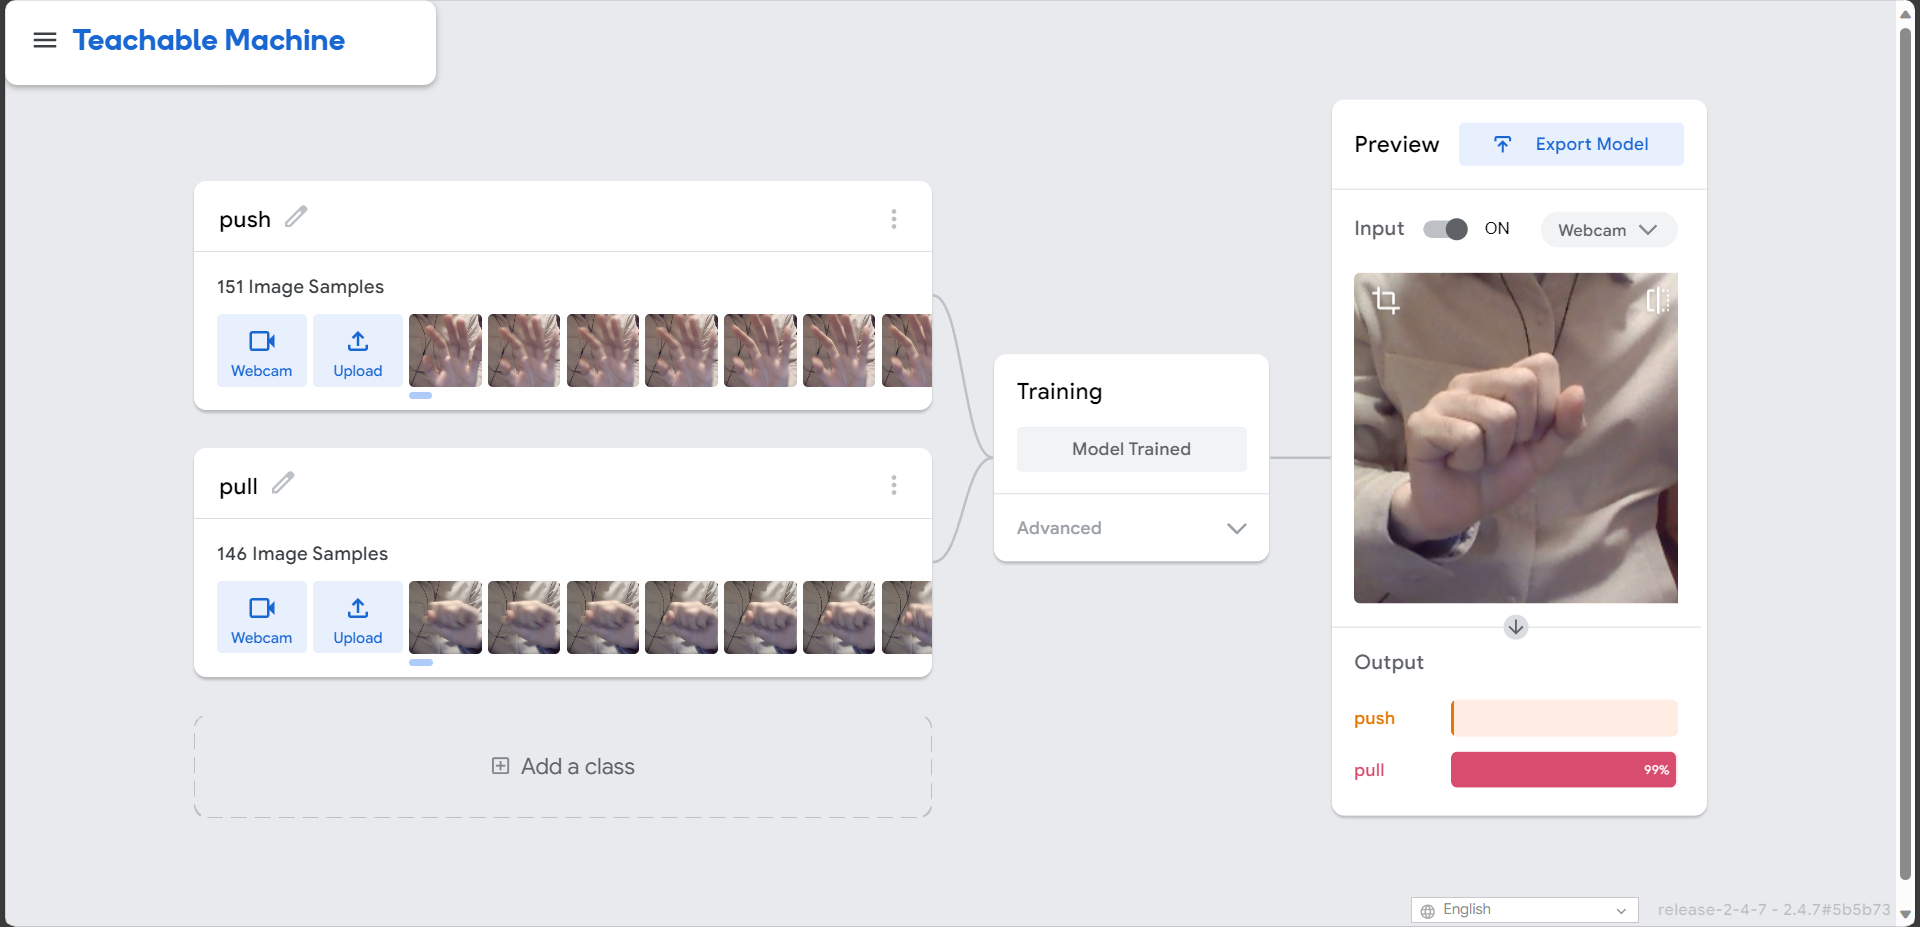 Teachable Machine
push
151 Image Samples
Webcam
Upload
pull
146 Image Samples
Webcam
Upload
Add a class
Training
Model Trained
Advanced
Preview
Export Model
Input
ON
Webcam
Output
push
pull
99%
English
release-2-4-7 - 2.4.7#5b5b73